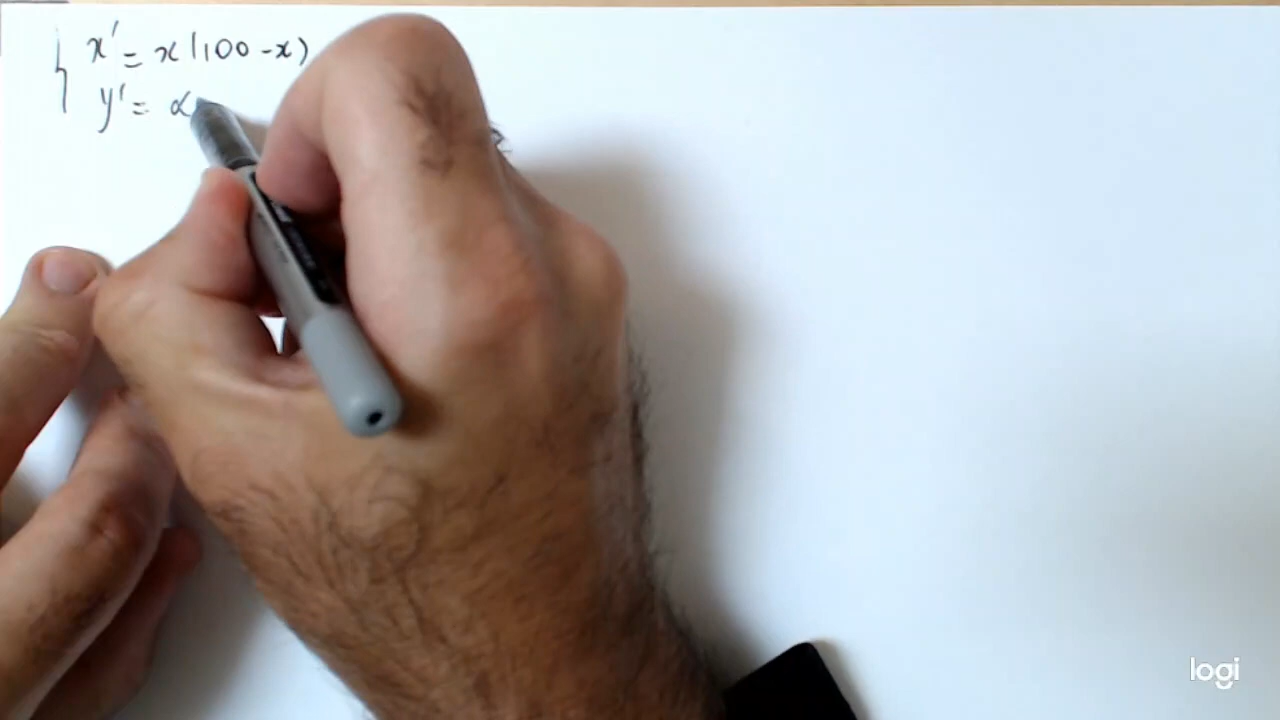 x' = x(100 - x)
y' = α
logi